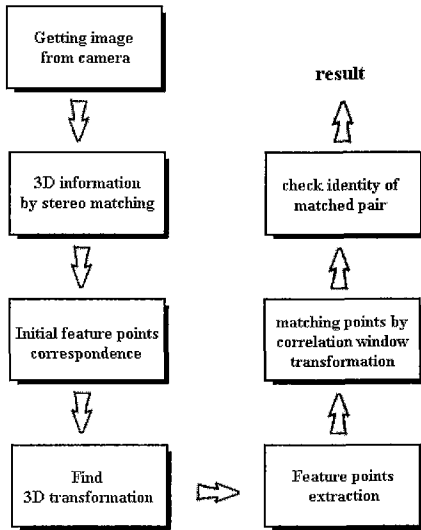 Getting image
from camera
3D information
by stereo matching
Initial feature points
correspondence
Find
3D transformation
Feature points
extraction
matching points by
correlation window
transformation
check identity of
matched pair
result